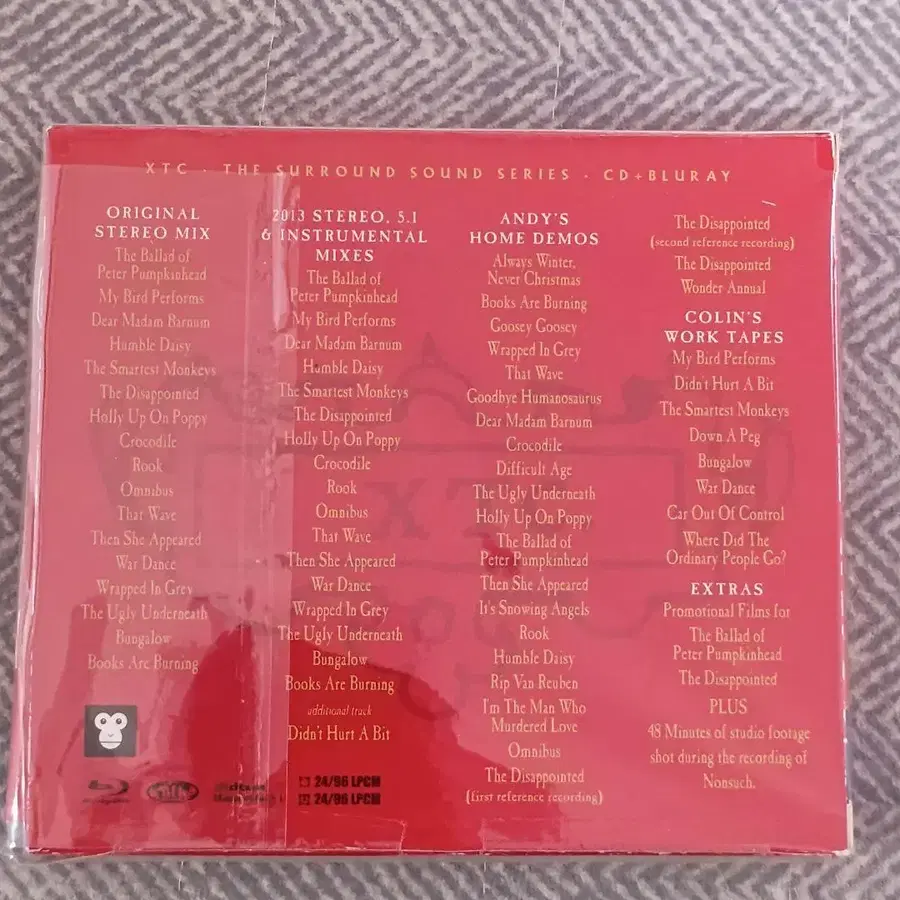 XTC · THE SURROUND SOUND SERIES · CD+BLURAY
ORIGINAL
STEREO MIX
The Ballad of
Peter Pumpkinhead
My Bird Performs
Dear Madam Barnum
Humble Daisy
The Smartest Monkeys
The Disappointed
Holly Up On Poppy
Crocodile
Rook
Omnibus
That Wave
Then She Appeared
War Dance
Wrapped In Grey
The Ugly Underneath
Bungalow
Books Are Burning
2013 STEREO, 5.1
& INSTRUMENTAL
MIXES
The Ballad of
Peter Pumpkinhead
My Bird Performs
Dear Madam Barnum
Humble Daisy
The Smartest Monkeys
The Disappointed
Holly Up On Poppy
Crocodile
Rook
Omnibus
That Wave
Then She Appeared
War Dance
Wrapped In Grey
The Ugly Underneath
Bungalow
Books Are Burning
additional track
Didn't Hurt A Bit
24/96 LPCM
24/96 LPCM
ANDY'S
HOME DEMOS
Always Winter,
Never Christmas
Books Are Burning
Goosey Goosey
Wrapped In Grey
That Wave
Goodbye Humanosaurus
Dear Madam Barnum
Crocodile
Difficult Age
The Ugly Underneath
Holly Up On Poppy
The Ballad of
Peter Pumpkinhead
Then She Appeared
It's Snowing Angels
Rook
Humble Daisy
Rip Van Reuben
I'm The Man Who
Murdered Love
Omnibus
The Disappointed
(first reference recording)
The Disappointed
(second reference recording)
The Disappointed
Wonder Annual
COLIN'S
WORK TAPES
My Bird Performs
Didn't Hurt A Bit
The Smartest Monkeys
Down A Peg
Bungalow
War Dance
Car Out Of Control
Where Did The
Ordinary People Go?
EXTRAS
Promotional Films for
The Ballad of
Peter Pumpkinhead
The Disappointed
PLUS
48 Minutes of studio footage
shot during the recording of
Nonsuch.